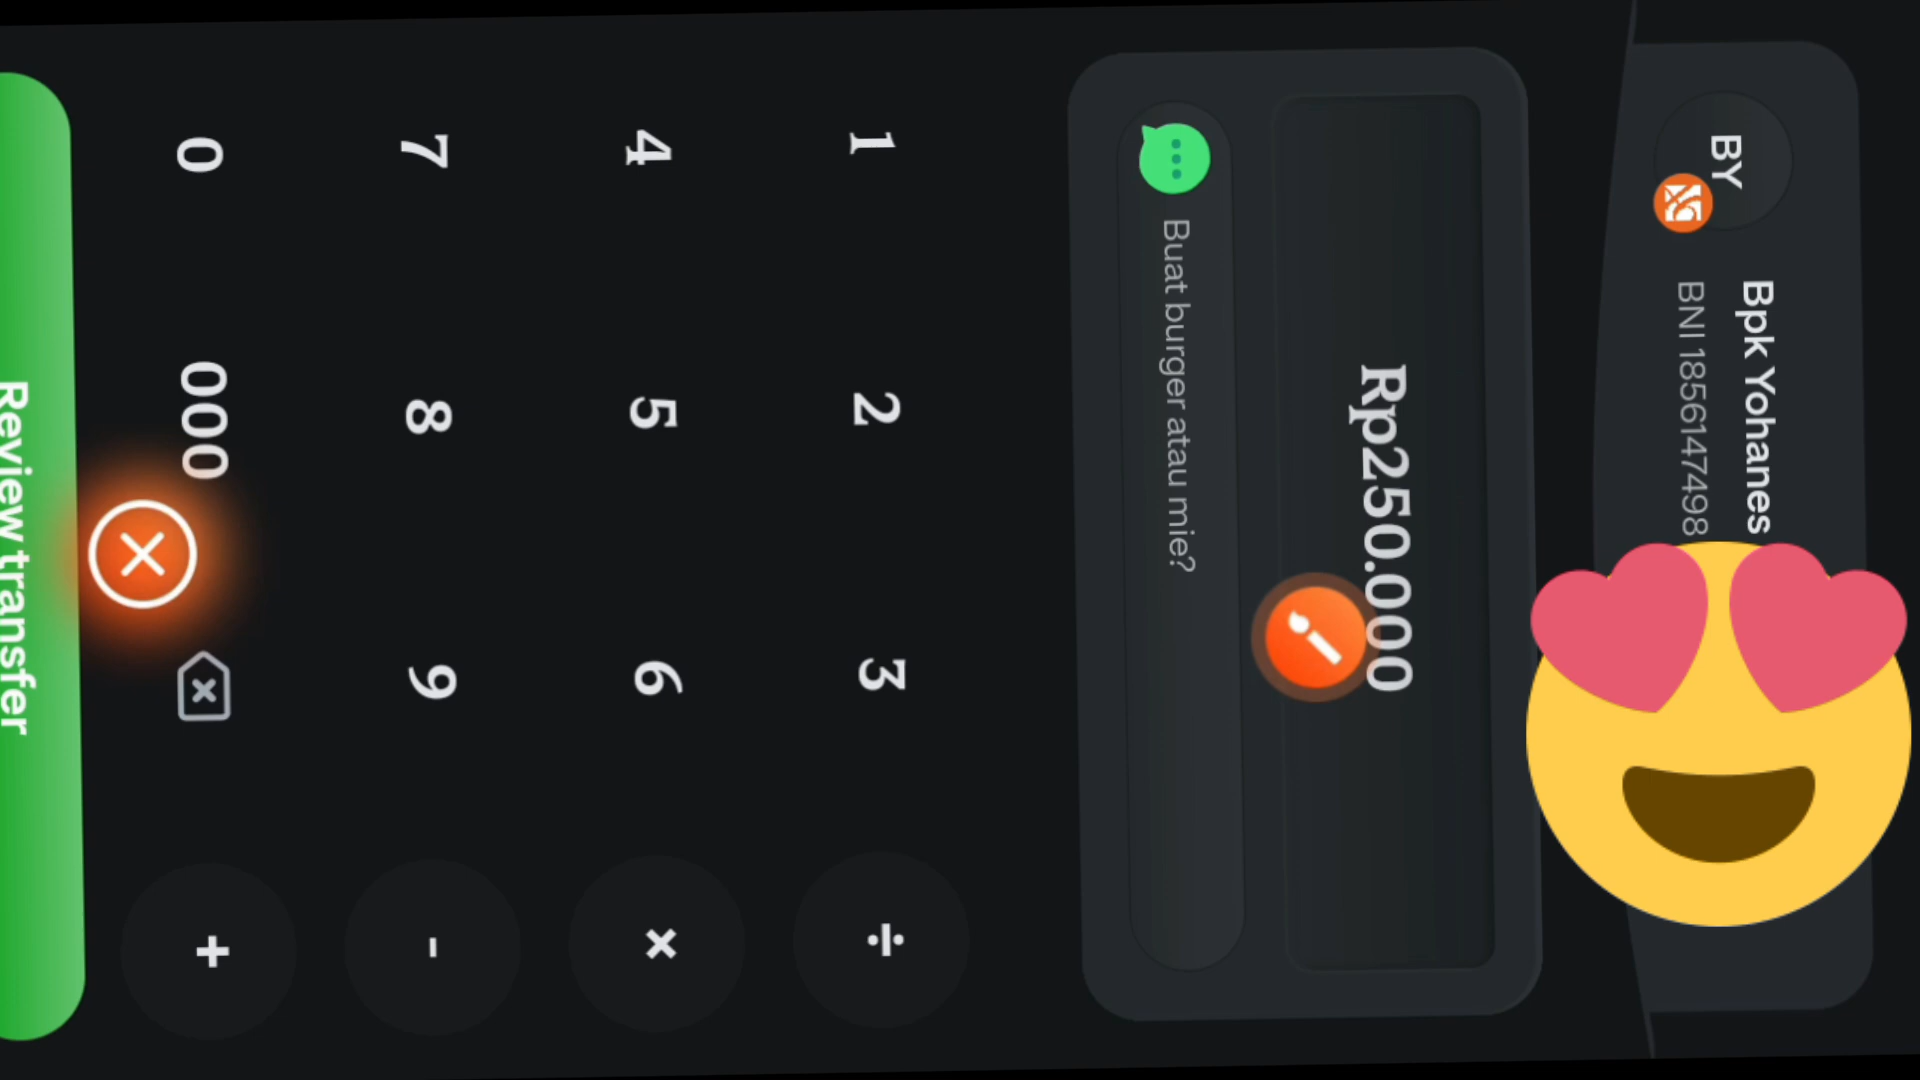 BY
Bpk Yohanes
BNI 1856147498
Rp250.000
Buat burger atau mie?
1 2 3 ÷
4 5 6 ×
7 8 9 -
0 000 +
Review transfer